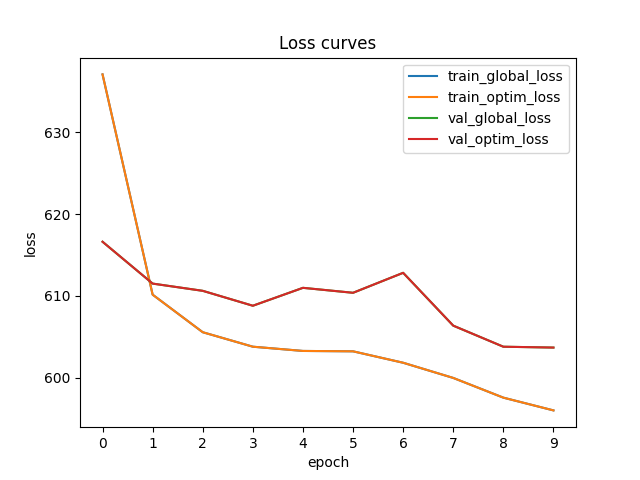 Loss curves
train_global_loss
train_optim_loss
val_global_loss
val_optim_loss
loss
630
620
610
600
0 1 2 3 4 5 6 7 8 9
epoch